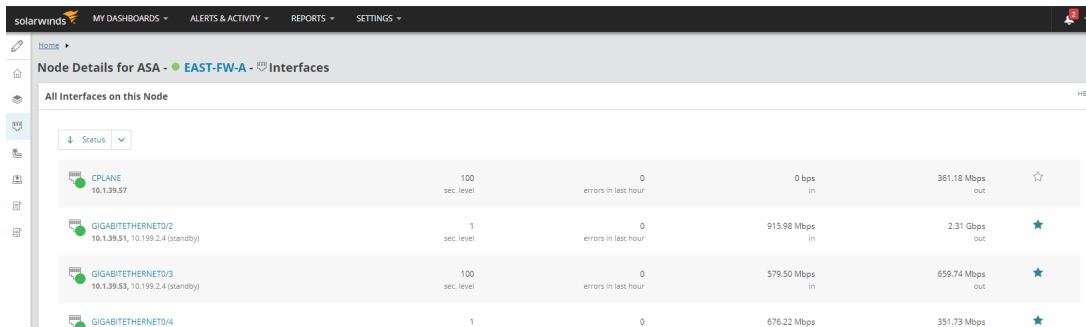 solarwinds MY DASHBOARDS ALERTS & ACTIVITY REPORTS SETTINGS 2
Home
Node Details for ASA - EAST-FW-A - Interfaces
All Interfaces on this Node
Status
CPLANE 100 0 0 bps 361.18 Mbps
10.1.39.57 sec. level errors in last hour in out
GIGABITETHERNET0/2 1 0 915.98 Mbps 2.31 Gbps
10.1.39.51, 10.199.2.4 (standby) sec. level errors in last hour in out
GIGABITETHERNET0/3 100 0 579.50 Mbps 659.74 Mbps
10.1.39.53, 10.199.2.4 (standby) sec. level errors in last hour in out
GIGABITETHERNET0/4 1 0 676.22 Mbps 351.73 Mbps